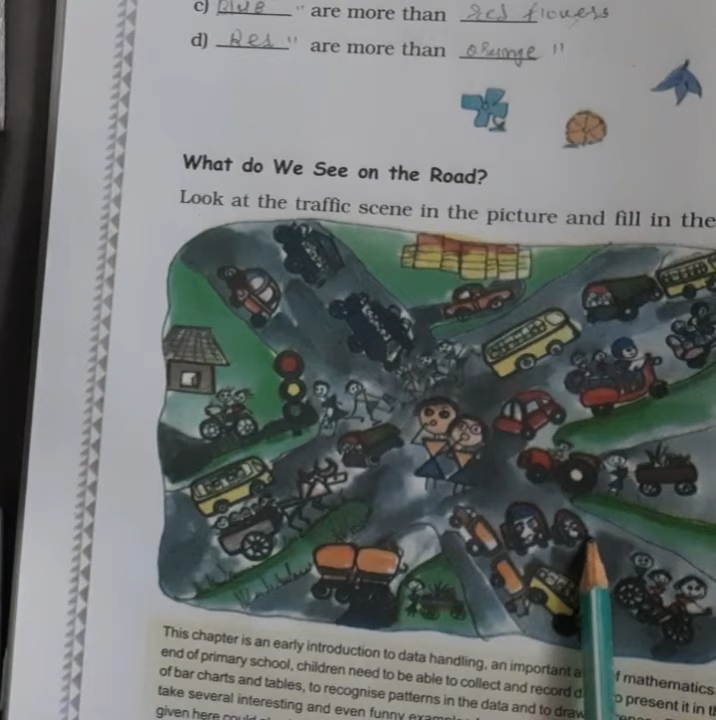 c) Blue " are more than Red flowers
d) Red " are more than orange "
What do We See on the Road?
Look at the traffic scene in the picture and fill in the
This chapter is an early introduction to data handling, an important a f mathematics.
end of primary school, children need to be able to collect and record d o present it in t
of bar charts and tables, to recognise patterns in the data and to draw
take several interesting and even funny
given here could